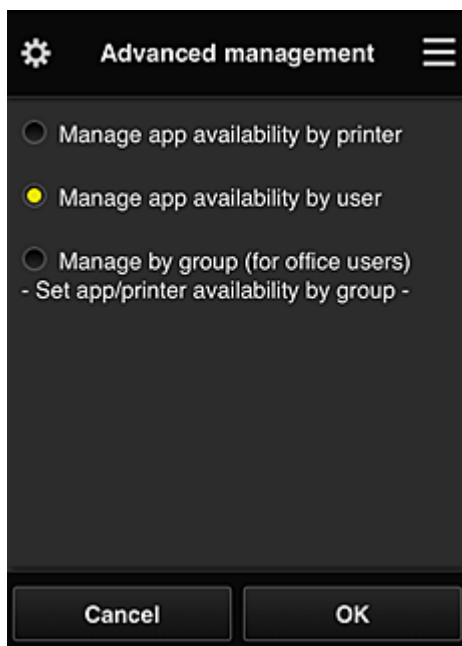 Advanced management
Manage app availability by printer
Manage app availability by user
Manage by group (for office users)
- Set app/printer availability by group -
Cancel
OK